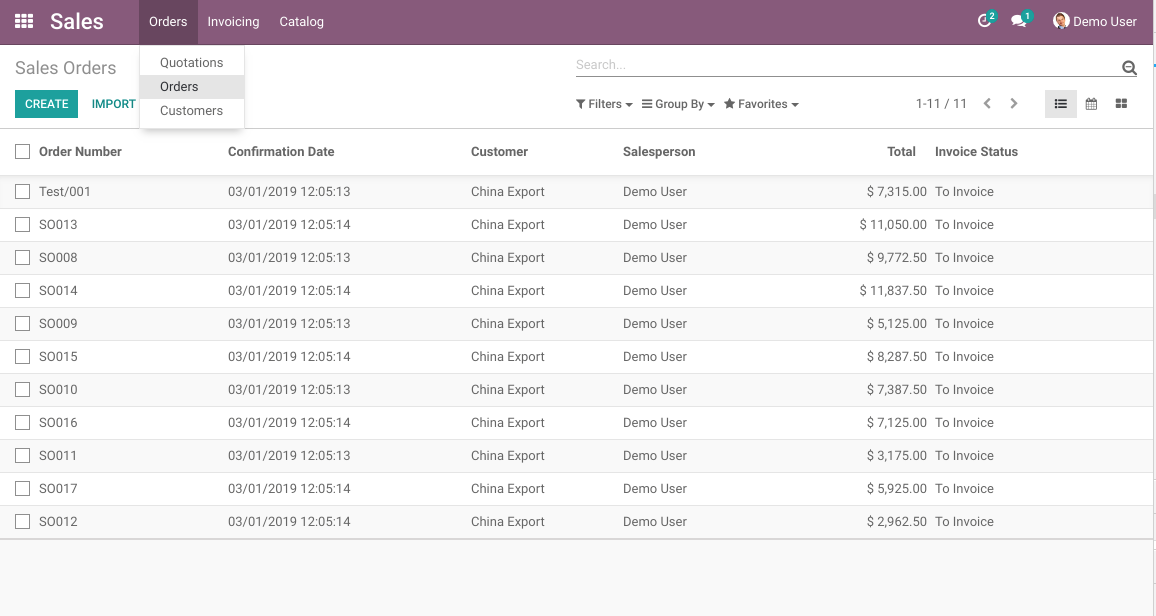 Sales Orders Invoicing Catalog 2 1 Demo User
Quotations
Sales Orders Search...
Orders
CREATE IMPORT Filters Group By Favorites 1-11 / 11
Customers
Order Number Confirmation Date Customer Salesperson Total Invoice Status
Test/001 03/01/2019 12:05:13 China Export Demo User $ 7,315.00 To Invoice
SO013 03/01/2019 12:05:14 China Export Demo User $ 11,050.00 To Invoice
SO008 03/01/2019 12:05:13 China Export Demo User $ 9,772.50 To Invoice
SO014 03/01/2019 12:05:14 China Export Demo User $ 11,837.50 To Invoice
SO009 03/01/2019 12:05:13 China Export Demo User $ 5,125.00 To Invoice
SO015 03/01/2019 12:05:14 China Export Demo User $ 8,287.50 To Invoice
SO010 03/01/2019 12:05:13 China Export Demo User $ 7,387.50 To Invoice
SO016 03/01/2019 12:05:14 China Export Demo User $ 7,125.00 To Invoice
SO011 03/01/2019 12:05:13 China Export Demo User $ 3,175.00 To Invoice
SO017 03/01/2019 12:05:14 China Export Demo User $ 5,925.00 To Invoice
SO012 03/01/2019 12:05:14 China Export Demo User $ 2,962.50 To Invoice